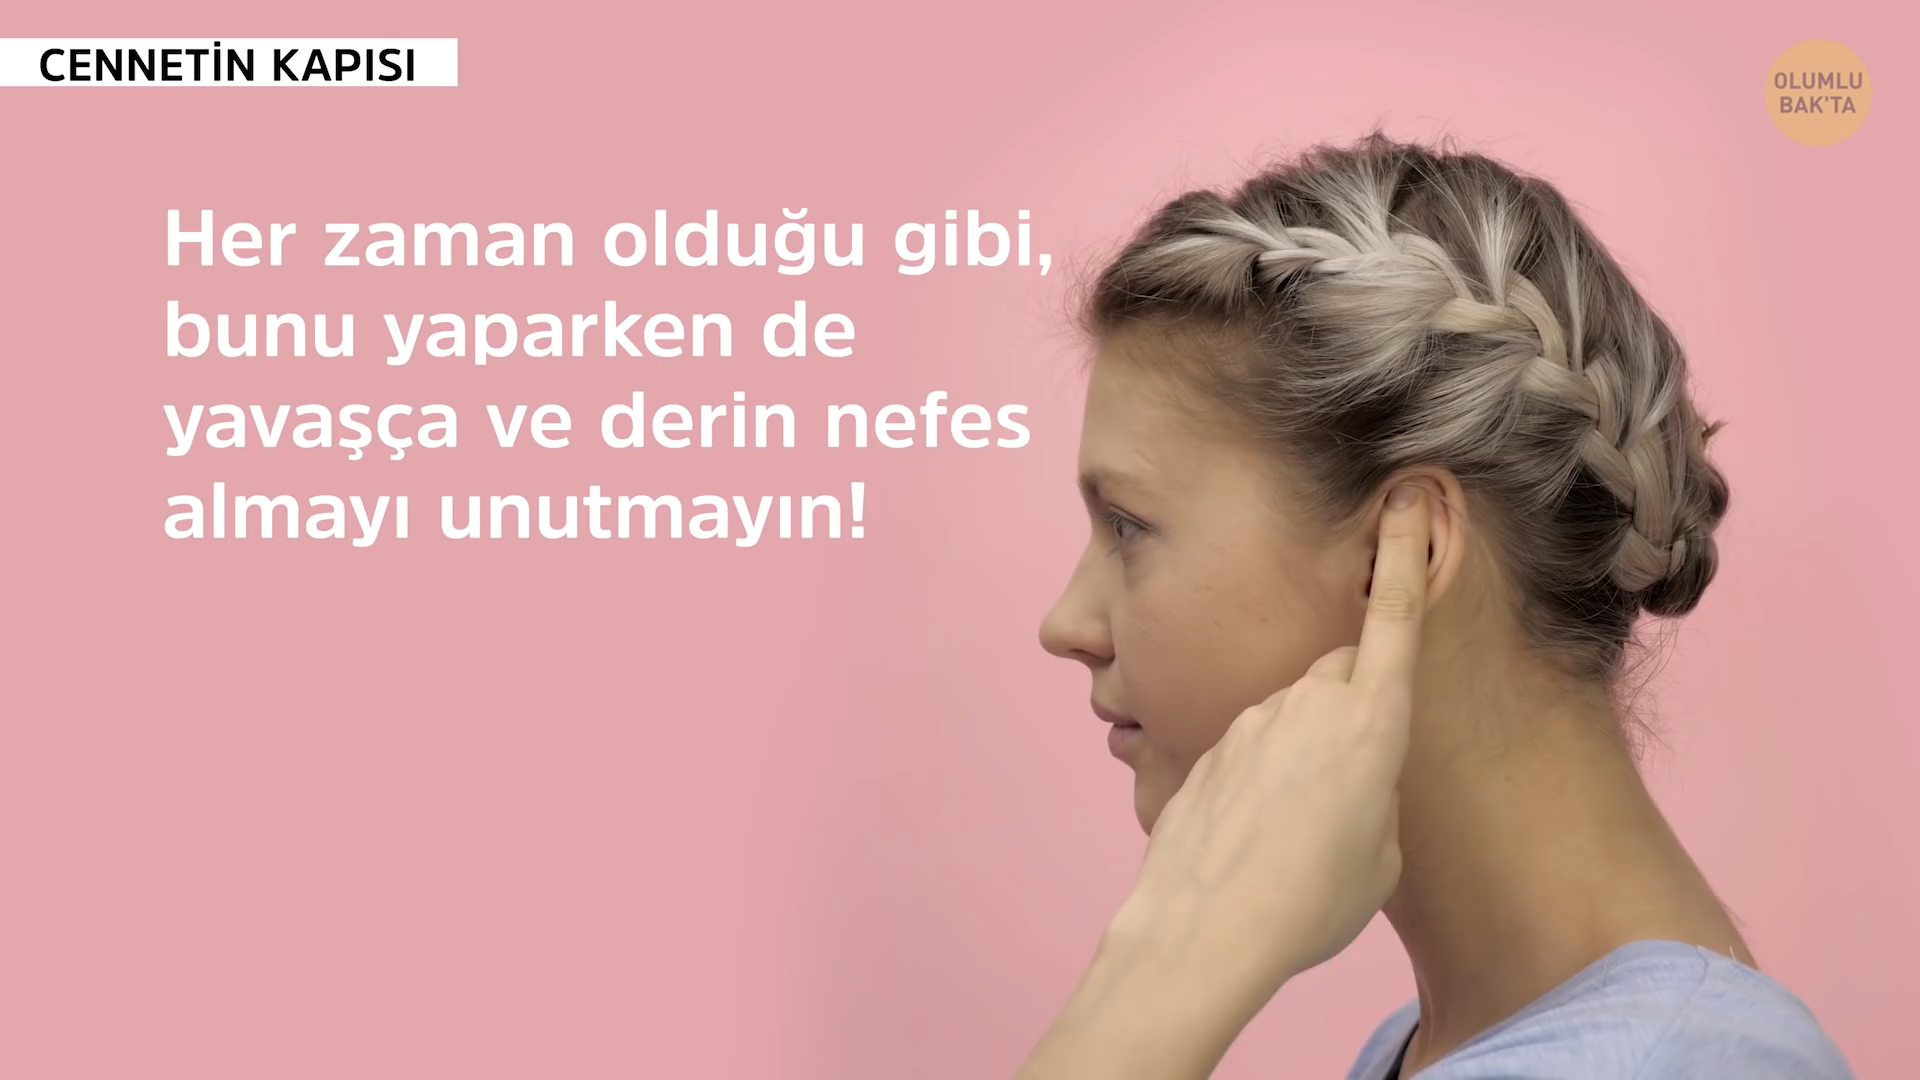 CENNETİN KAPISI
OLUMLU
BAK'TA
Her zaman olduğu gibi,
bunu yaparken de
yavaşça ve derin nefes
almayı unutmayın!